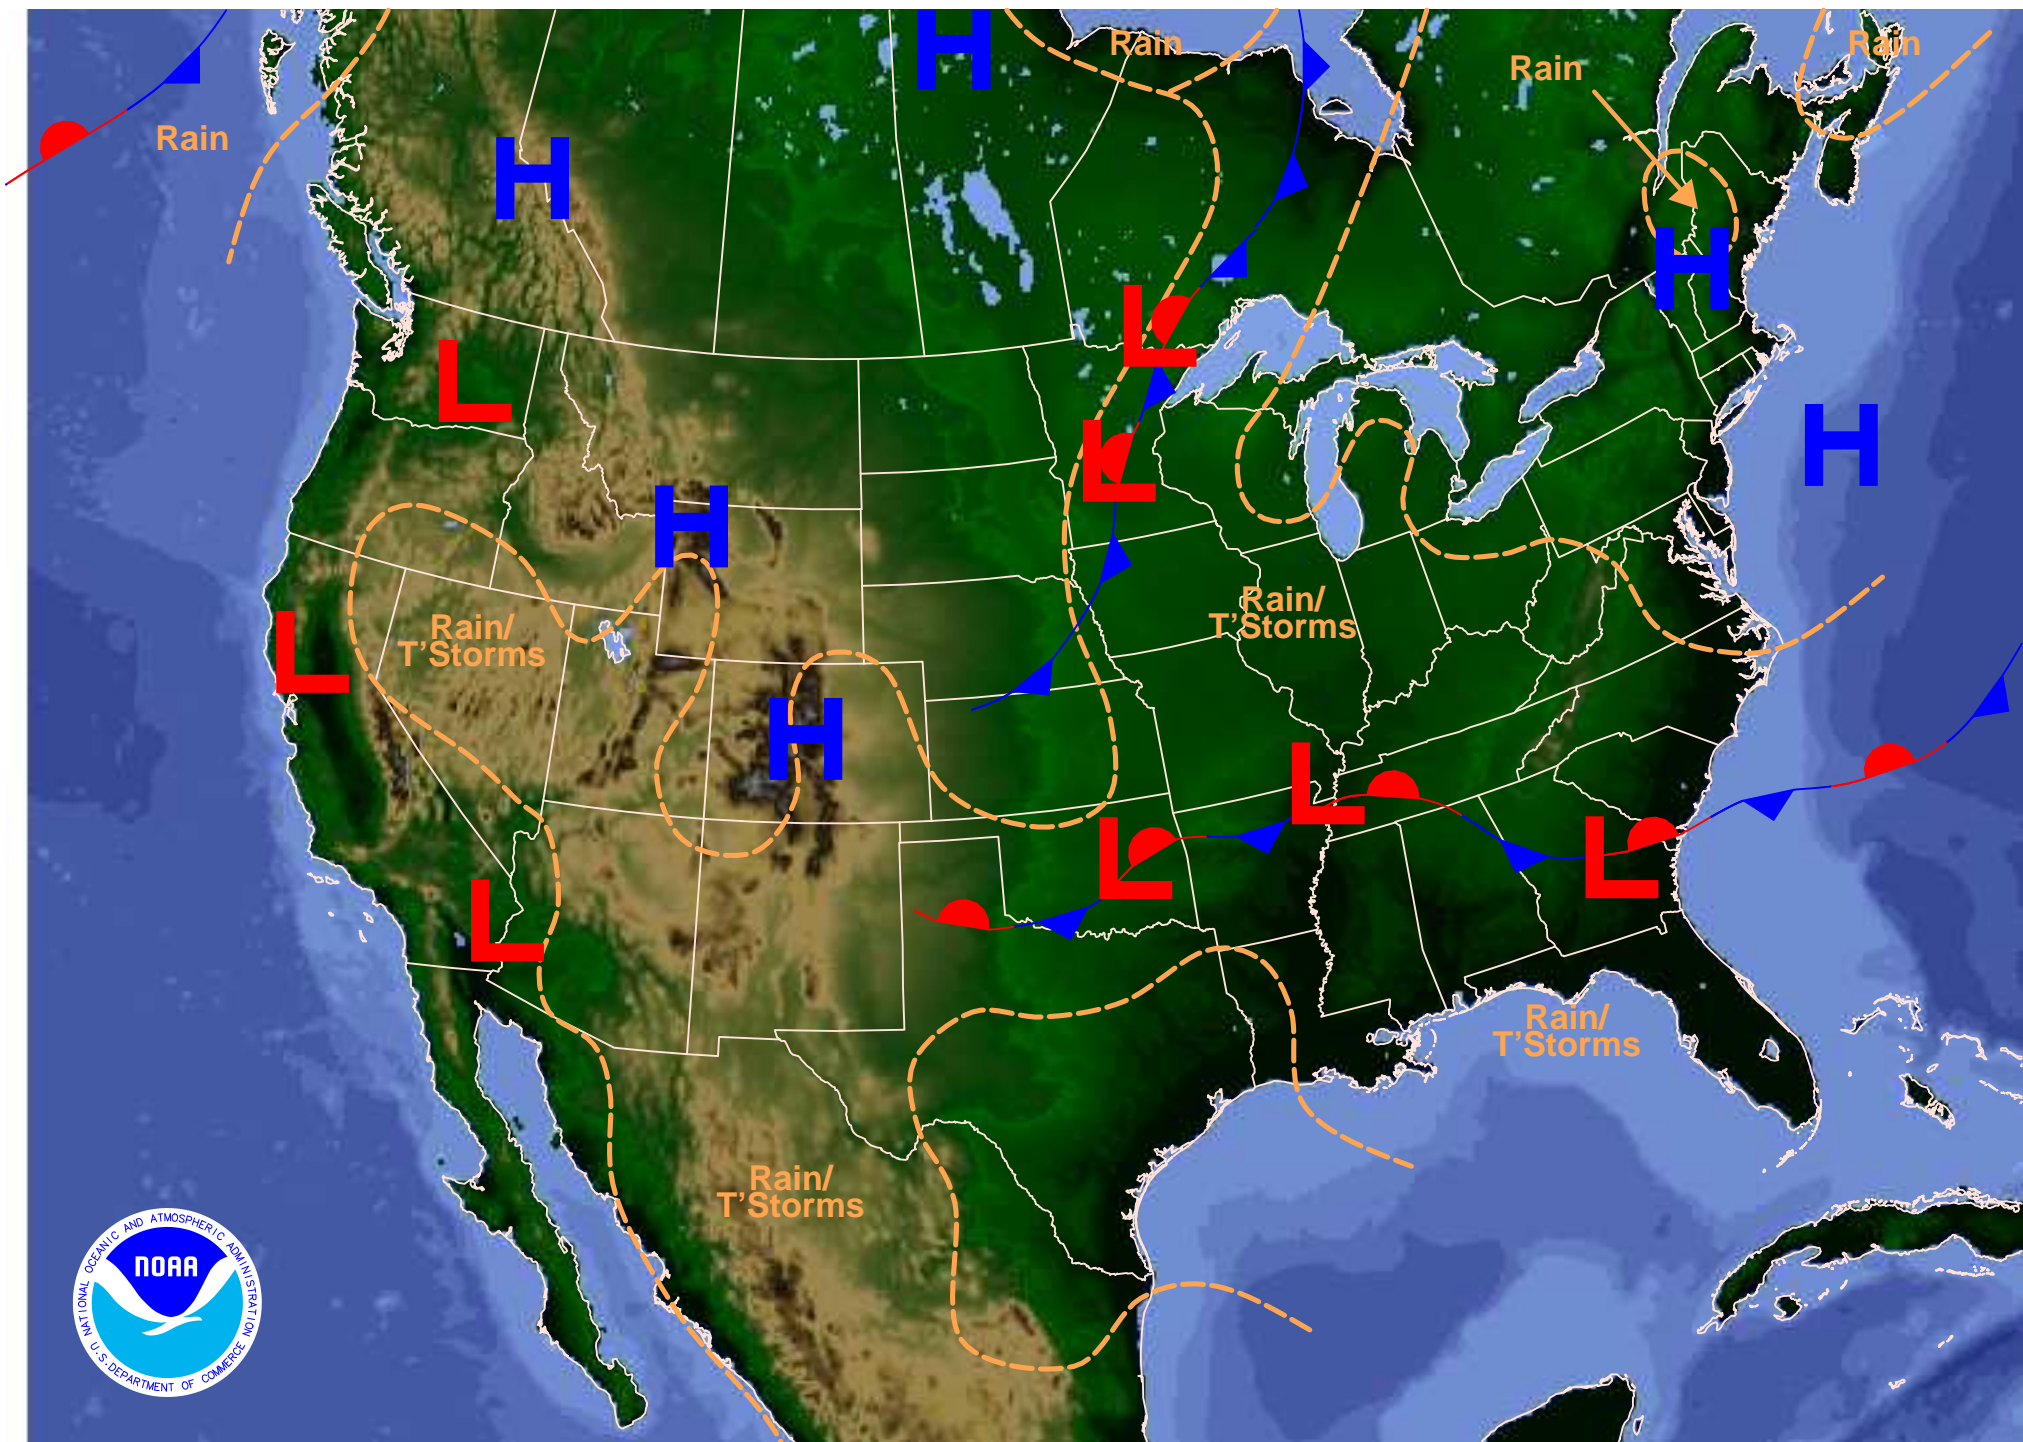 H
Rain
Rain
Rain
Rain
H
H
L
L
H
L
H
L
H
Rain/
T'Storms
Rain/
T'Storms
L
H
L
L
L
L
Rain/
T'Storms
Rain/
T'Storms
NATIONAL OCEANIC AND ATMOSPHERIC ADMINISTRATION
NOAA
U.S. DEPARTMENT OF COMMERCE